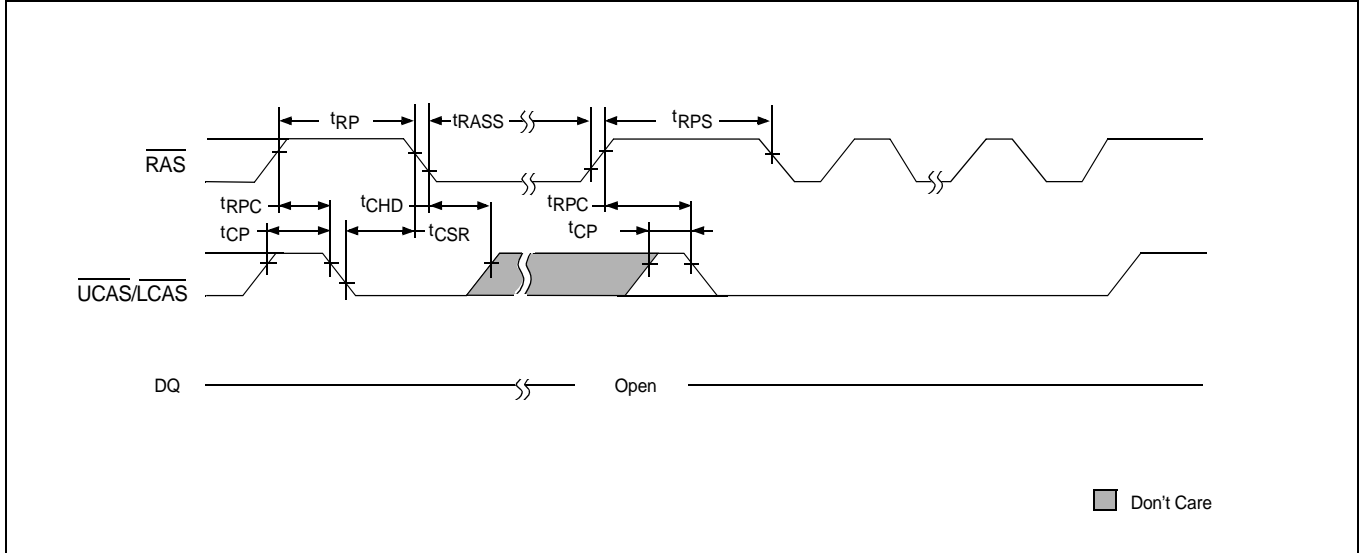 tRP
tRASS
tRPS
RAS
tRPC
tCHD
tRPC
tCP
tCSR
tCP
UCAS/LCAS
DQ
Open
Don't Care